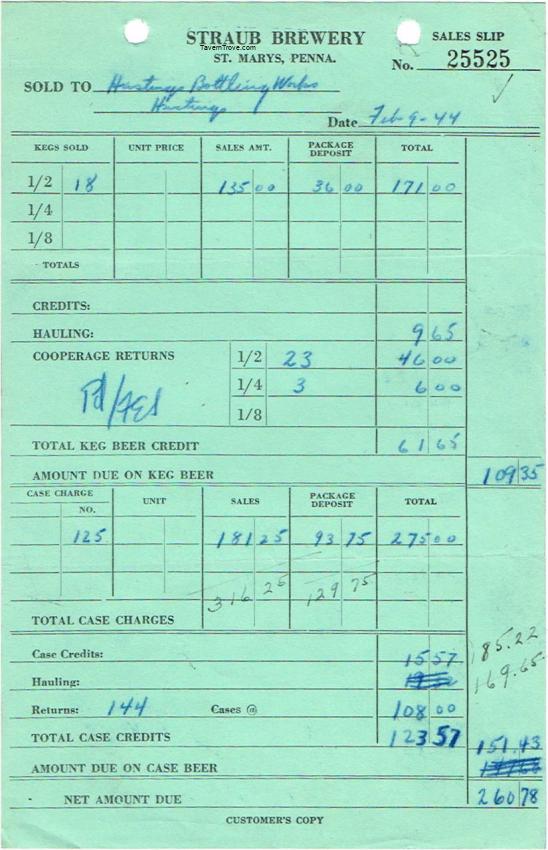 STRAUB BREWERY
TavernTrove.com
ST. MARYS, PENNA.
SALES SLIP
No. 25525
SOLD TO Hastings Bottling Works
Hastings
Date Feb-9-44
KEGS SOLD UNIT PRICE SALES AMT. PACKAGE DEPOSIT TOTAL
1/2 18 135 00 36 00 171 00
1/4
1/8
TOTALS
CREDITS:
HAULING: 9 65
COOPERAGE RETURNS 1/2 23 46 00
1/4 3 6 00
Pd/
1/8
TOTAL KEG BEER CREDIT 61 65
AMOUNT DUE ON KEG BEER 109 35
CASE CHARGE NO. UNIT SALES PACKAGE DEPOSIT TOTAL
125 181 25 93 75 275 00
316 25 129 75
TOTAL CASE CHARGES
185.22
Case Credits: 15 57
169.65
Hauling:
Returns: 144 Cases @ 108 00
TOTAL CASE CREDITS 123 57
151.43
AMOUNT DUE ON CASE BEER
- NET AMOUNT DUE 260 78
CUSTOMER'S COPY